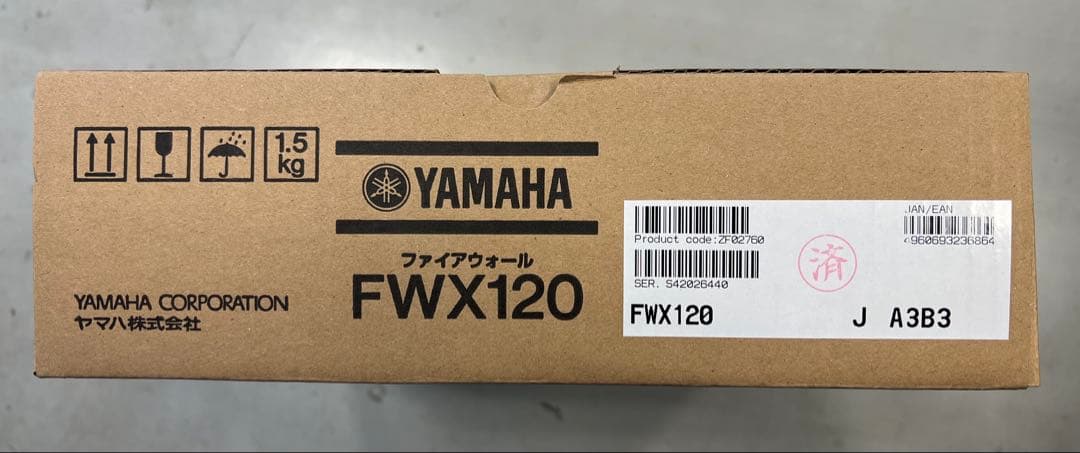 1.5
kg
YAMAHA
ファイアウォール
FWX120
YAMAHA CORPORATION
ヤマハ株式会社
Product code:ZF02760
SER. S42026440
FWX120
J A3B3
済
JAN/EAN
4960693236864